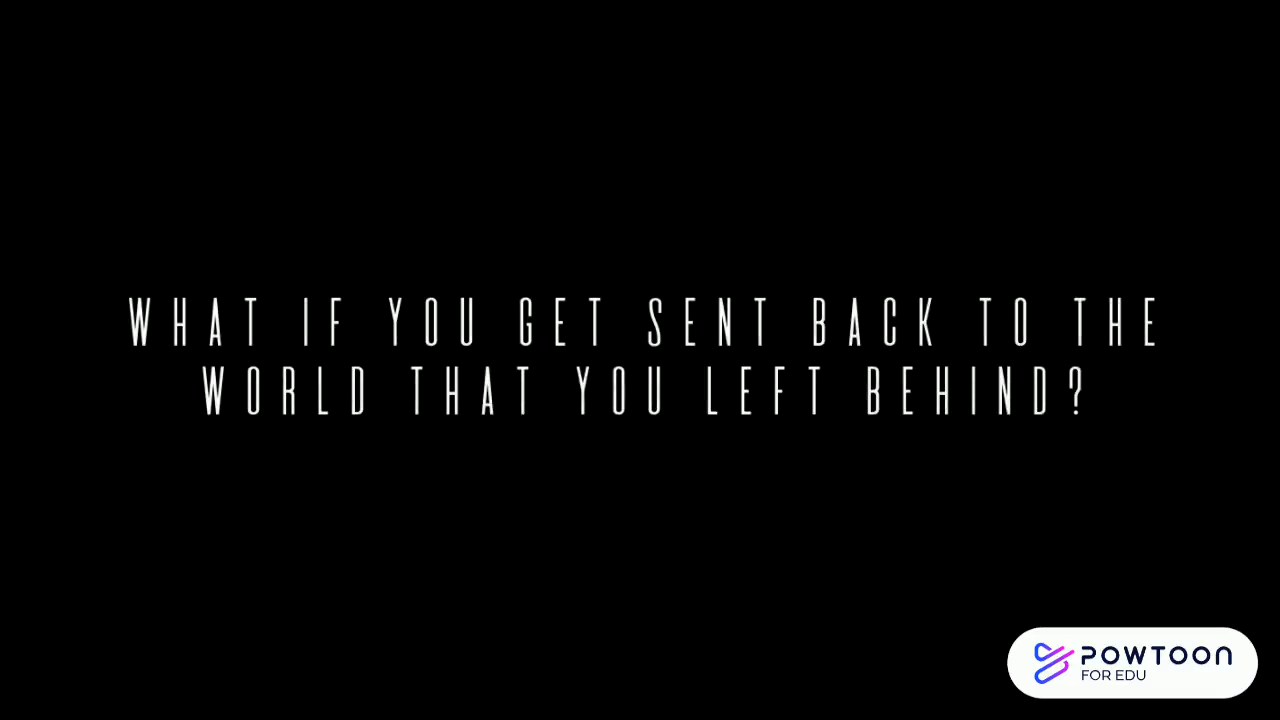 WHAT IF YOU GET SENT BACK TO THE
WORLD THAT YOU LEFT BEHIND?
POWTOON
FOR EDU